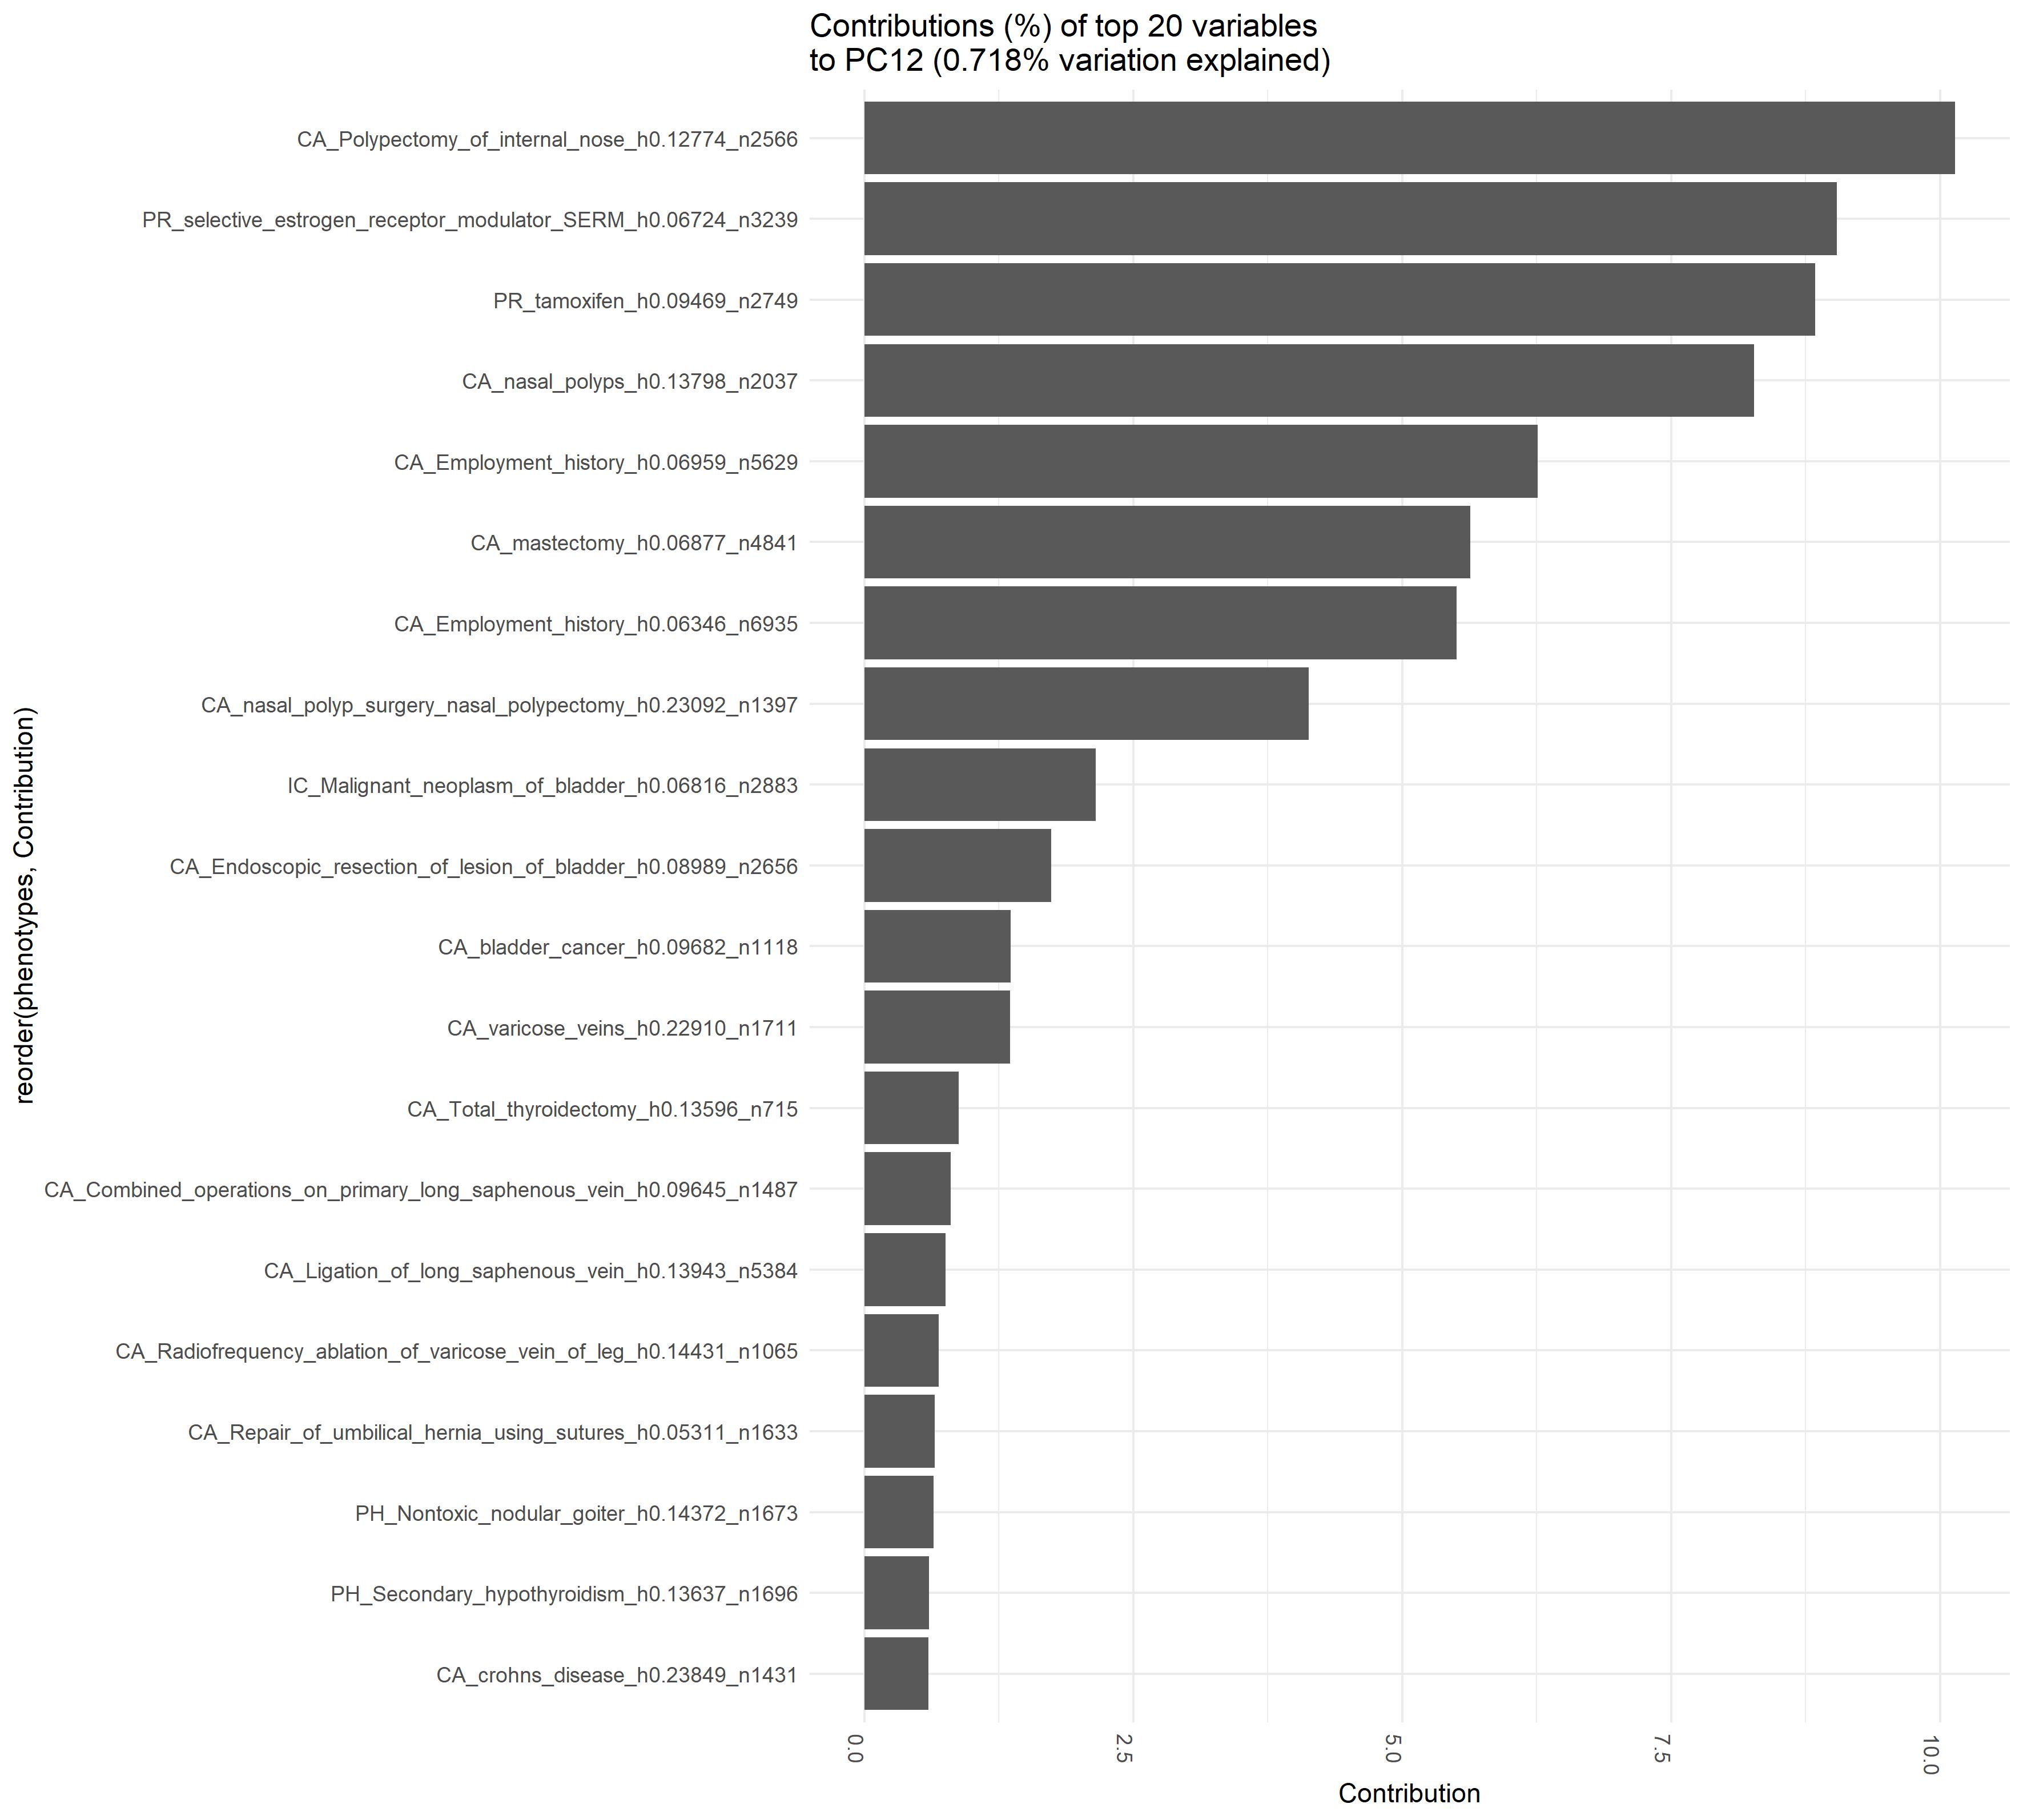 Contributions (%) of top 20 variables
to PC12 (0.718% variation explained)
CA_Polypectomy_of_internal_nose_h0.12774_n2566
PR_selective_estrogen_receptor_modulator_SERM_h0.06724_n3239
PR_tamoxifen_h0.09469_n2749
CA_nasal_polyps_h0.13798_n2037
CA_Employment_history_h0.06959_n5629
CA_mastectomy_h0.06877_n4841
CA_Employment_history_h0.06346_n6935
CA_nasal_polyp_surgery_nasal_polypectomy_h0.23092_n1397
IC_Malignant_neoplasm_of_bladder_h0.06816_n2883
CA_Endoscopic_resection_of_lesion_of_bladder_h0.08989_n2656
CA_bladder_cancer_h0.09682_n1118
CA_varicose_veins_h0.22910_n1711
CA_Total_thyroidectomy_h0.13596_n715
CA_Combined_operations_on_primary_long_saphenous_vein_h0.09645_n1487
CA_Ligation_of_long_saphenous_vein_h0.13943_n5384
CA_Radiofrequency_ablation_of_varicose_vein_of_leg_h0.14431_n1065
CA_Repair_of_umbilical_hernia_using_sutures_h0.05311_n1633
PH_Nontoxic_nodular_goiter_h0.14372_n1673
PH_Secondary_hypothyroidism_h0.13637_n1696
CA_crohns_disease_h0.23849_n1431
reorder(phenotypes, Contribution)
0.0
2.5
5.0
7.5
10.0
Contribution